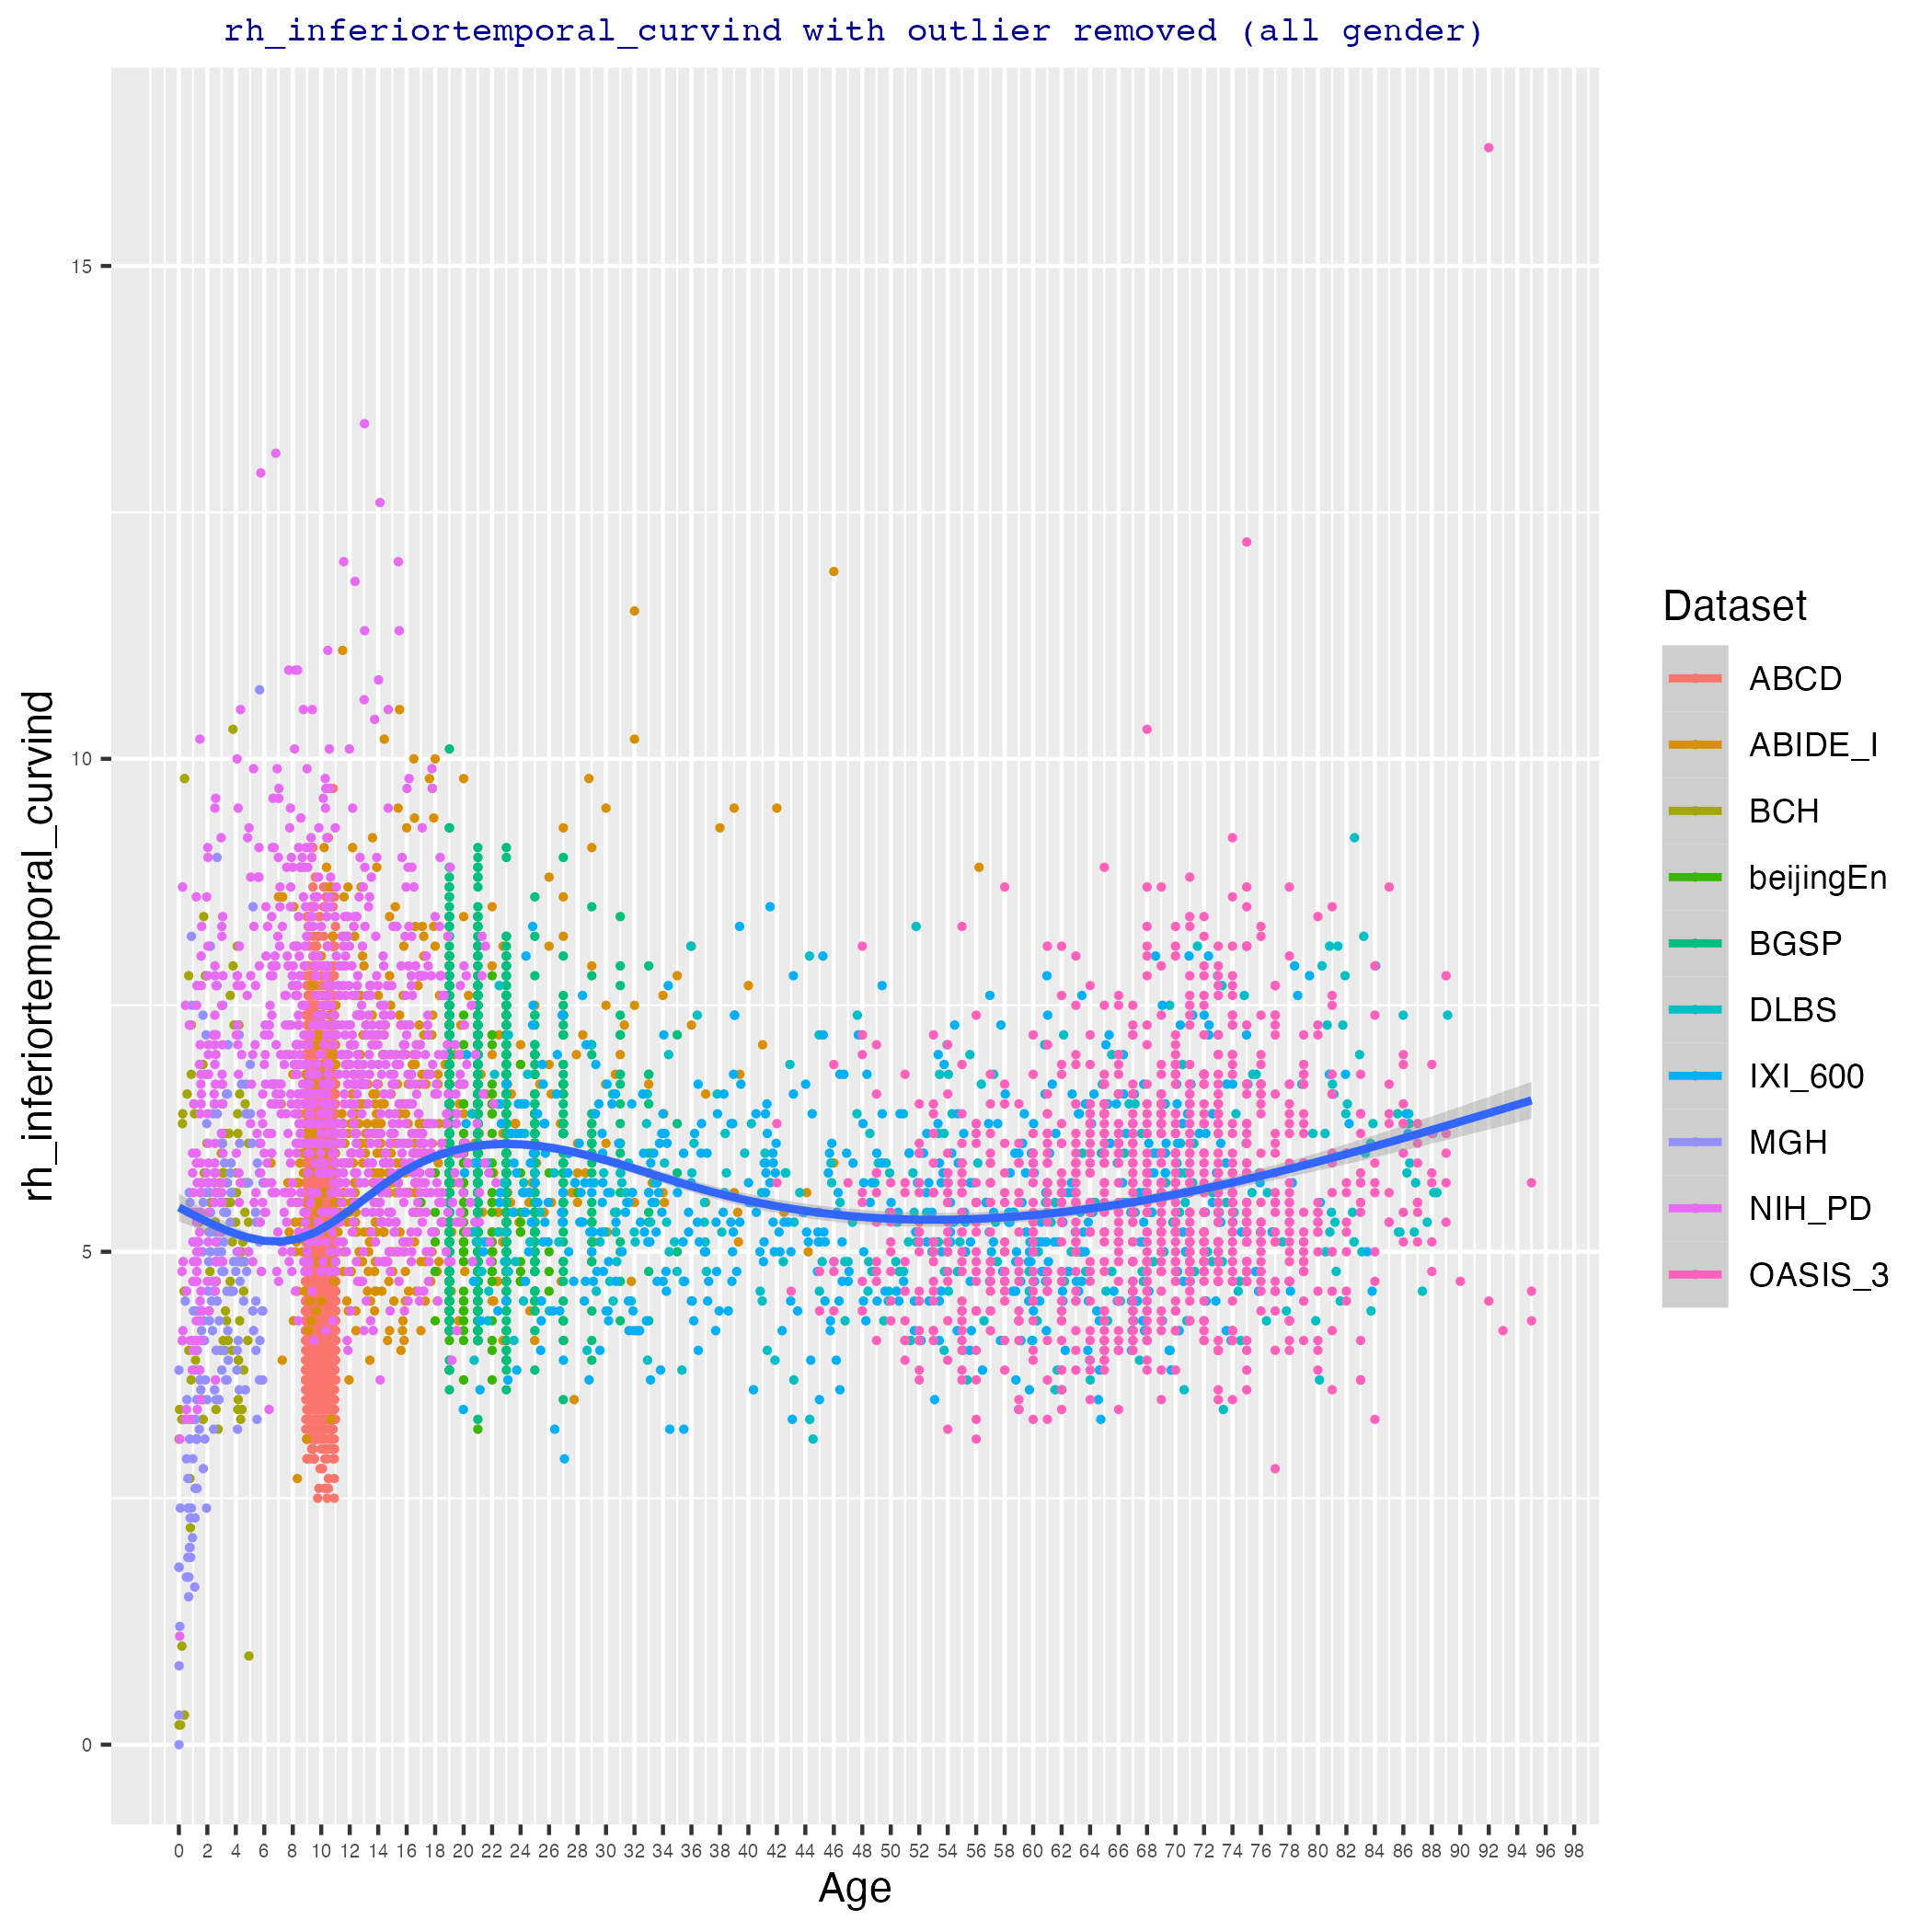 rh_inferiortemporal_curvind with outlier removed (all gender)
15
10
5
0
rh_inferiortemporal_curvind
0 2 4 6 8 10 12 14 16 18 20 22 24 26 28 30 32 34 36 38 40 42 44 46 48 50 52 54 56 58 60 62 64 66 68 70 72 74 76 78 80 82 84 86 88 90 92 94 96 98
Age
Dataset
ABCD
ABIDE_I
BCH
beijingEn
BGSP
DLBS
IXI_600
MGH
NIH_PD
OASIS_3